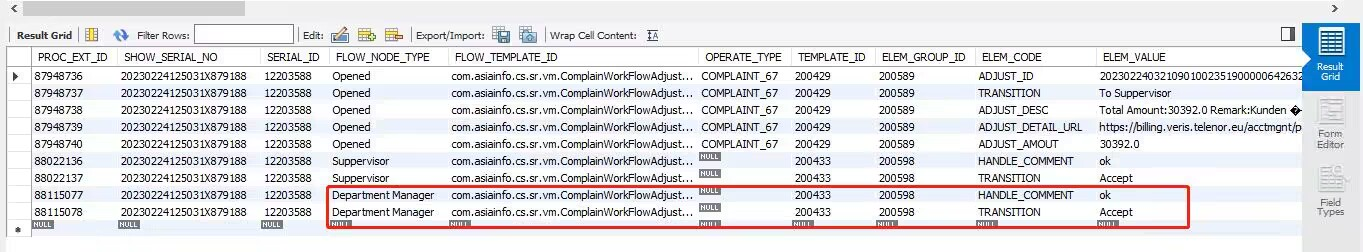 Result Grid Filter Rows: Edit: Export/Import: Wrap Cell Content:
PROC_EXT_ID SHOW_SERIAL_NO SERIAL_ID FLOW_NODE_TYPE FLOW_TEMPLATE_ID OPERATE_TYPE TEMPLATE_ID ELEM_GROUP_ID ELEM_CODE ELEM_VALUE
87948736 20230224125031X879188 12203588 Opened com.asiainfo.cs.sr.vm.ComplainWorkFlowAdjust... COMPLAINT_67 200429 200589 ADJUST_ID
87948737 20230224125031X879188 12203588 Opened com.asiainfo.cs.sr.vm.ComplainWorkFlowAdjust... COMPLAINT_67 200429 200589 TRANSITION To Suppervisor
87948738 20230224125031X879188 12203588 Opened com.asiainfo.cs.sr.vm.ComplainWorkFlowAdjust... COMPLAINT_67 200429 200589 ADJUST_DESC Total Amount:30392.0 Remark:Kunden �
87948739 20230224125031X879188 12203588 Opened com.asiainfo.cs.sr.vm.ComplainWorkFlowAdjust... COMPLAINT_67 200429 200589 ADJUST_DETAIL_URL https://billing.veris.telenor.eu/acctmgnt/p
87948740 20230224125031X879188 12203588 Opened com.asiainfo.cs.sr.vm.ComplainWorkFlowAdjust... COMPLAINT_67 200429 200589 ADJUST_AMOUT 30392.0
88022136 20230224125031X879188 12203588 Suppervisor com.asiainfo.cs.sr.vm.ComplainWorkFlowAdjust... NULL 200433 200598 HANDLE_COMMENT ok
88022137 20230224125031X879188 12203588 Suppervisor com.asiainfo.cs.sr.vm.ComplainWorkFlowAdjust... NULL 200433 200598 TRANSITION Accept
88115077 20230224125031X879188 12203588 Department Manager com.asiainfo.cs.sr.vm.ComplainWorkFlowAdjust... NULL 200433 200598 HANDLE_COMMENT ok
88115078 20230224125031X879188 12203588 Department Manager com.asiainfo.cs.sr.vm.ComplainWorkFlowAdjust... NULL 200433 200598 TRANSITION Accept
NULL NULL NULL NULL NULL NULL NULL NULL NULL NULL
Result
Grid
Form
Editor
Field
Types